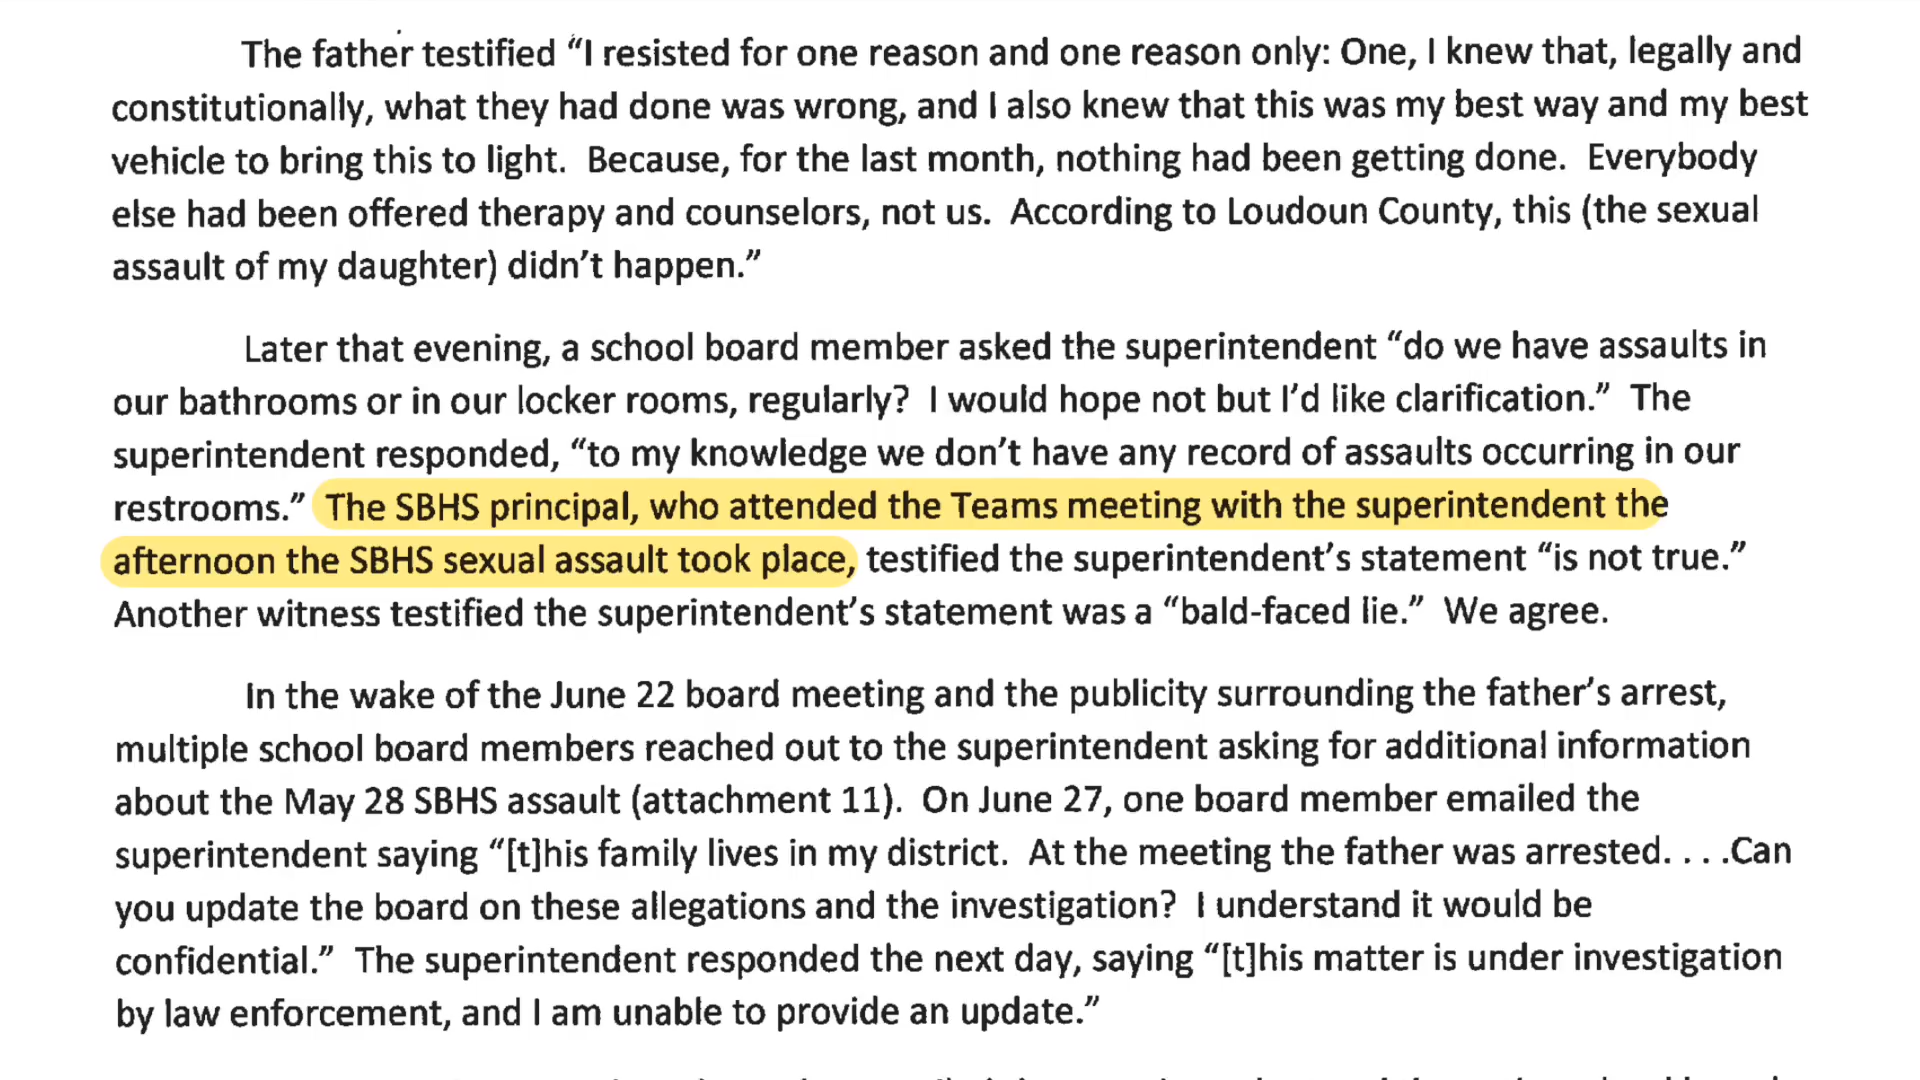 The father testified “I resisted for one reason and one reason only: One, I knew that, legally and
constitutionally, what they had done was wrong, and I also knew that this was my best way and my best
vehicle to bring this to light. Because, for the last month, nothing had been getting done. Everybody
else had been offered therapy and counselors, not us. According to Loudoun County, this (the sexual
assault of my daughter) didn’t happen.”
Later that evening, a school board member asked the superintendent “do we have assaults in
our bathrooms or in our locker rooms, regularly? I would hope not but I’d like clarification.” The
superintendent responded, “to my knowledge we don’t have any record of assaults occurring in our
restrooms.” The SBHS principal, who attended the Teams meeting with the superintendent the
afternoon the SBHS sexual assault took place, testified the superintendent’s statement “is not true.”
Another witness testified the superintendent’s statement was a “bald-faced lie.” We agree.
In the wake of the June 22 board meeting and the publicity surrounding the father’s arrest,
multiple school board members reached out to the superintendent asking for additional information
about the May 28 SBHS assault (attachment 11). On June 27, one board member emailed the
superintendent saying “[t]his family lives in my district. At the meeting the father was arrested. . . .Can
you update the board on these allegations and the investigation? I understand it would be
confidential.” The superintendent responded the next day, saying “[t]his matter is under investigation
by law enforcement, and I am unable to provide an update.”